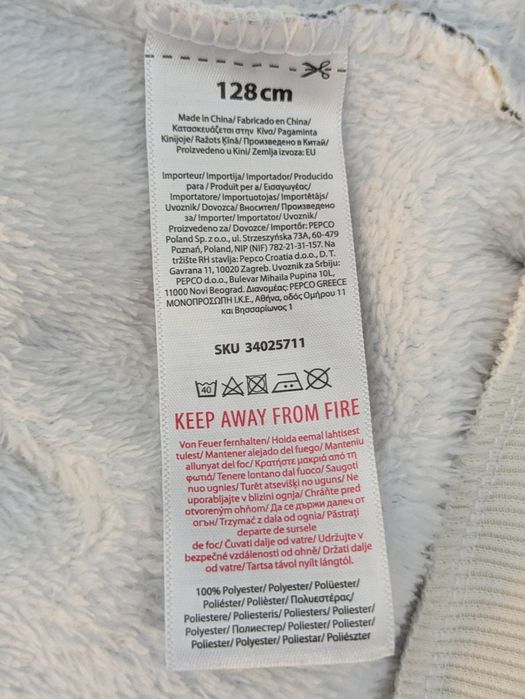 128cm
Made in China/ Fabricado en China/
Κατασκευάζεται στην Κίνα/ Pagaminta
Kinijoje/ Ražots Ķīnā/ Произведено в Китай/
Proizvedeno u Kini/ Zemlja izvoza: EU
Importeur/ Importija/ Importador/ Producido
para/ Produit per a/ Εισαγωγέας/
Importatore/ Importuotojas/ Importētājs/
Uvoznik/ Dovozca/ Вносител/ Произведено
за/ Importer/ Importator/ Uvoznik/
Proizvedeno za/ Dovozce/ Importőr: PEPCO
Poland Sp. z o.o., ul. Strzeszyńska 73A, 60-479
Poznań, Poland, NIP (NIF) 782-21-31-157. Na
tržište RH stavlja: Pepco Croatia d.o.o., D. T.
Gavrana 11, 10020 Zagreb. Uvoznik za Srbiju:
PEPCO d.o.o., Bulevar Mihaila Pupina 10L,
11000 Novi Beograd. Διανομέας: PEPCO GREECE
ΜΟΝΟΠΡΟΣΩΠΗ Ι.Κ.Ε., Αθήνα, οδός Ομήρου 11
και Βησσαρίωνος 1
SKU 34025711
40
KEEP AWAY FROM FIRE
Von Feuer fernhalten/ Hoida eemal lahtisest
tulest/ Mantener alejado del fuego/ Manteniu
allunyat del foc/ Κρατήστε μακριά από τη
φωτιά/ Tenere lontano dal fuoco/ Saugoti
nuo ugnies/ Turēt atsevišķi no uguns/ Ne
uporabljajte v bližini ognja/ Chráňte pred
otvoreným ohňom/ Да се държи далеч от
огън/ Trzymać z dala od ognia/ Păstrați
departe de sursele
de foc/ Čuvati dalje od vatre/ Udržujte v
bezpečné vzdálenosti od ohně/ Držati dalje
od vatre/ Tartsa távol nyílt lángtól.
100% Polyester/ Polyester/ Polüester/
Poliéster/ Polièster/ Πολυεστέρας/
Poliestere/ Poliesteris/ Poliesters/ Poliester/
Polyester/ Полиестер/ Poliester/ Poliester/
Poliester/ Polyester/ Poliestar/ Poliészter